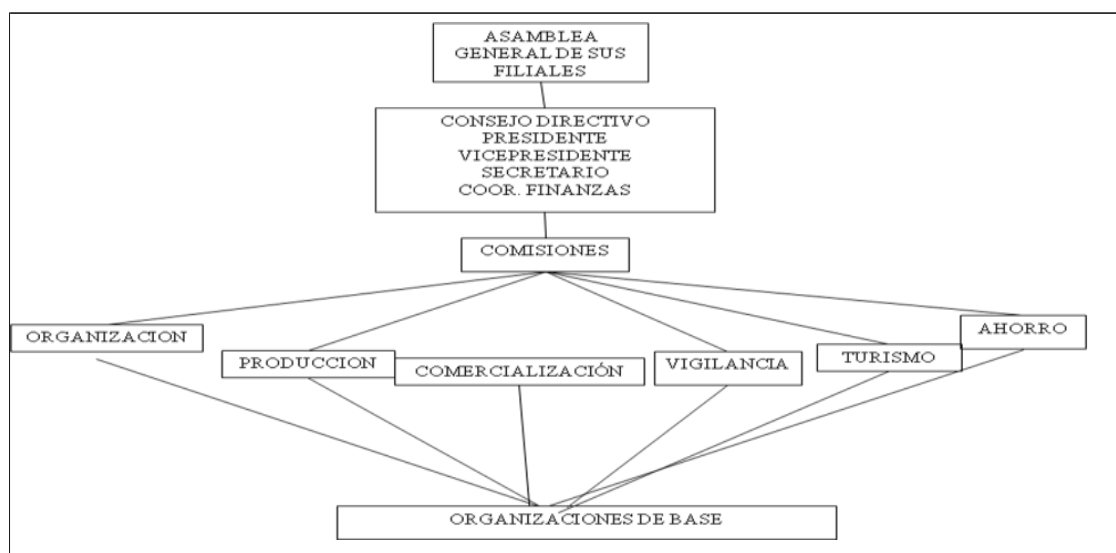 ASAMBLEA
GENERAL DE SUS
FILIALES
CONSEJO DIRECTIVO
PRESIDENTE
VICEPRESIDENTE
SECRETARIO
COOR. FINANZAS
COMISIONES
ORGANIZACION
PRODUCCION
COMERCIALIZACIÓN
VIGILANCIA
TURISMO
AHORRO
ORGANIZACIONES DE BASE